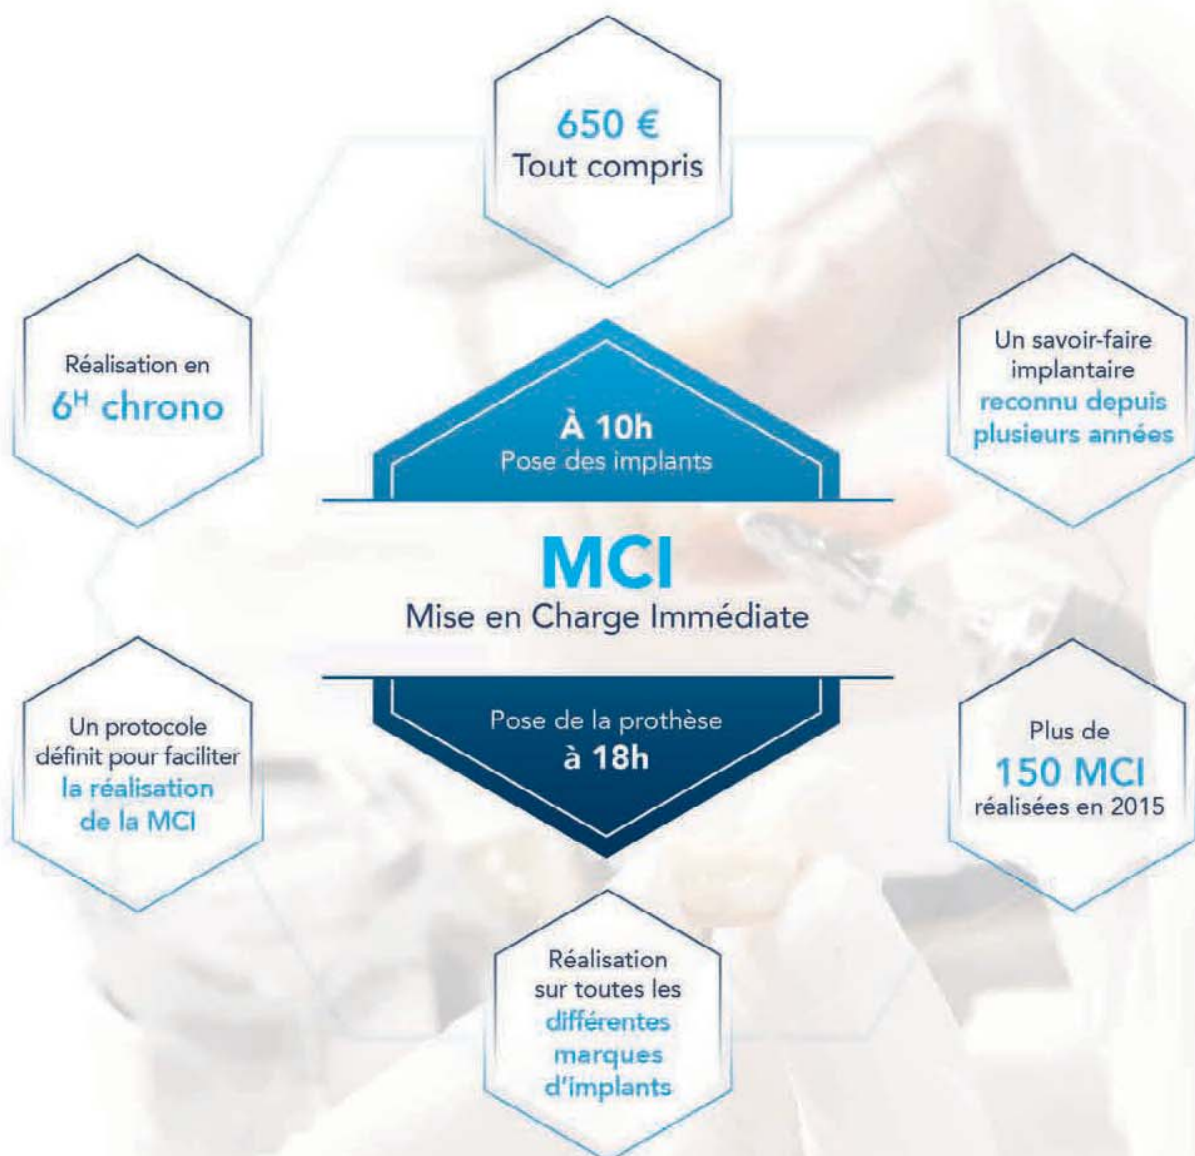 650 €
Tout compris
Réalisation en
6H chrono
Un savoir-faire
implantaire
reconnu depuis
plusieurs années
À 10h
Pose des implants
MCI
Mise en Charge Immédiate
Pose de la prothèse
à 18h
Un protocole
définit pour faciliter
la réalisation
de la MCI
Plus de
150 MCI
réalisées en 2015
Réalisation
sur toutes les
différentes
marques
d'implants